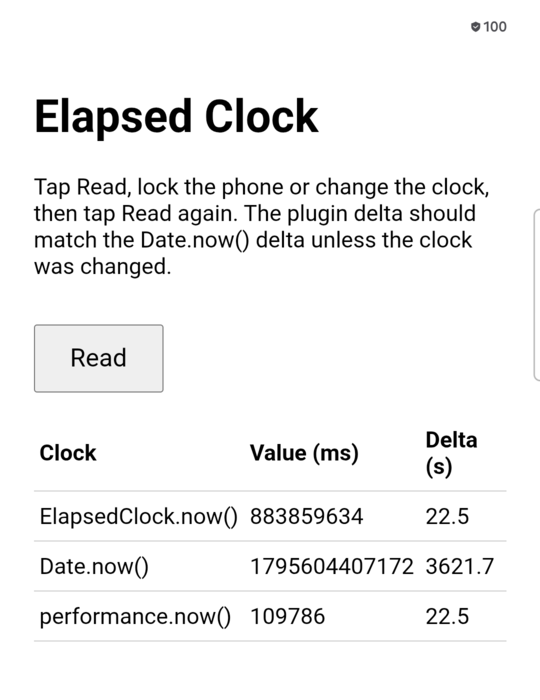 100
Elapsed Clock
Tap Read, lock the phone or change the clock,
then tap Read again. The plugin delta should
match the Date.now() delta unless the clock
was changed.
Read
Clock Value (ms) Delta (s)
ElapsedClock.now() 883859634 22.5
Date.now() 1795604407172 3621.7
performance.now() 109786 22.5